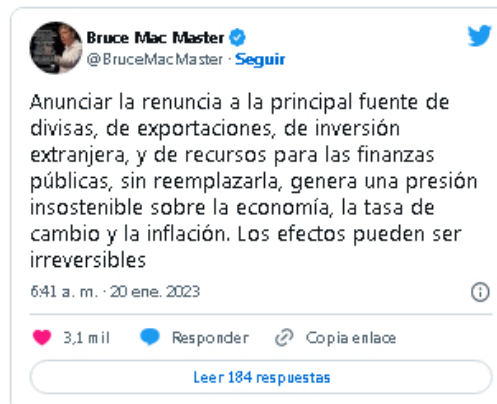 Bruce Mac Master
@BruceMacMaster · Seguir
Anunciar la renuncia a la principal fuente de
divisas, de exportaciones, de inversión
extranjera, y de recursos para las finanzas
públicas, sin reemplazarla, genera una presión
insostenible sobre la economía, la tasa de
cambio y la inflación. Los efectos pueden ser
irreversibles
6:41 a. m. · 20 ene. 2023
3,1 mil Responder Copia enlace
Leer 184 respuestas